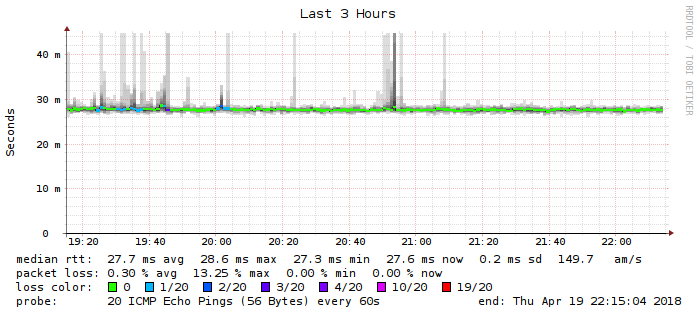 Last 3 Hours
RRDTOOL / TOBI OETIKER
Seconds
40 m
30 m
20 m
10 m
0
19:20 19:40 20:00 20:20 20:40 21:00 21:20 21:40 22:00
median rtt: 27.7 ms avg 28.6 ms max 27.3 ms min 27.6 ms now 0.2 ms sd 149.7 am/s
packet loss: 0.30 % avg 13.25 % max 0.00 % min 0.00 % now
loss color: 0 1/20 2/20 3/20 4/20 10/20 19/20
probe: 20 ICMP Echo Pings (56 Bytes) every 60s end: Thu Apr 19 22:15:04 2018